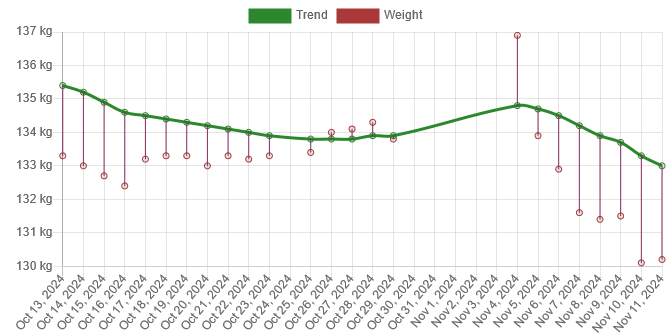 Trend Weight
137 kg
136 kg
135 kg
134 kg
133 kg
132 kg
131 kg
130 kg
Oct 13, 2024
Oct 14, 2024
Oct 15, 2024
Oct 16, 2024
Oct 17, 2024
Oct 18, 2024
Oct 19, 2024
Oct 20, 2024
Oct 21, 2024
Oct 22, 2024
Oct 23, 2024
Oct 24, 2024
Oct 25, 2024
Oct 26, 2024
Oct 27, 2024
Oct 28, 2024
Oct 29, 2024
Oct 30, 2024
Oct 31, 2024
Nov 1, 2024
Nov 2, 2024
Nov 3, 2024
Nov 4, 2024
Nov 5, 2024
Nov 6, 2024
Nov 7, 2024
Nov 8, 2024
Nov 9, 2024
Nov 10, 2024
Nov 11, 2024